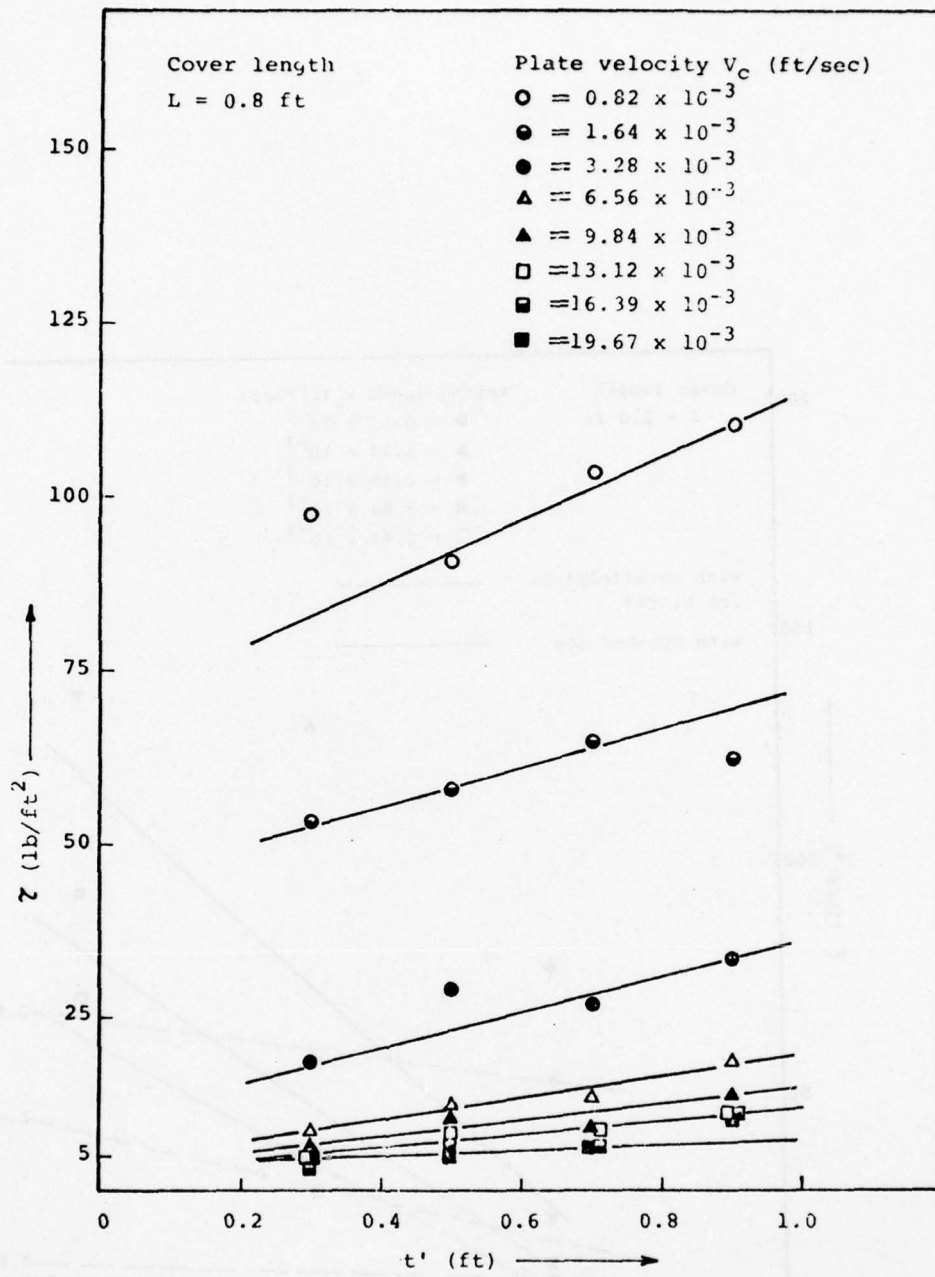 Cover length
L = 0.8 ft
Plate velocity V_c (ft/sec)
○ = 0.82 x 10⁻³
◒ = 1.64 x 10⁻³
● = 3.28 x 10⁻³
△ = 6.56 x 10⁻³
▲ = 9.84 x 10⁻³
□ =13.12 x 10⁻³
⬓ =16.39 x 10⁻³
■ =19.67 x 10⁻³
150
125
100
75
50
25
5
τ (lb/ft²)
0
0.2
0.4
0.6
0.8
1.0
t' (ft)